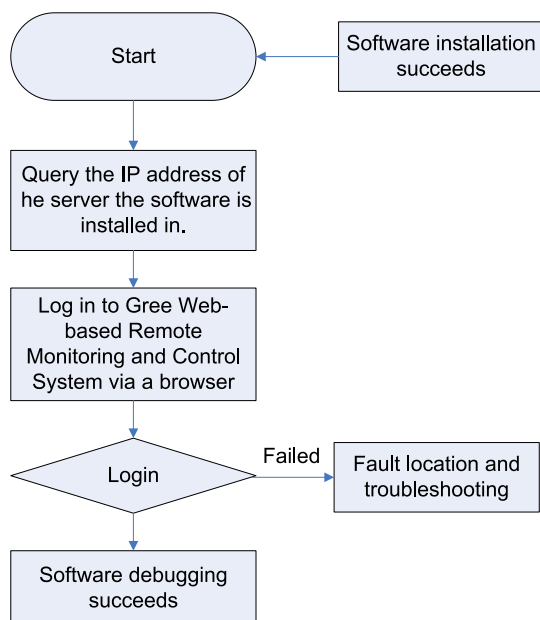 Start
Software installation
succeeds
Query the IP address of
he server the software is
installed in.
Log in to Gree Web-
based Remote
Monitoring and Control
System via a browser
Login
Failed
Fault location and
troubleshooting
Software debugging
succeeds